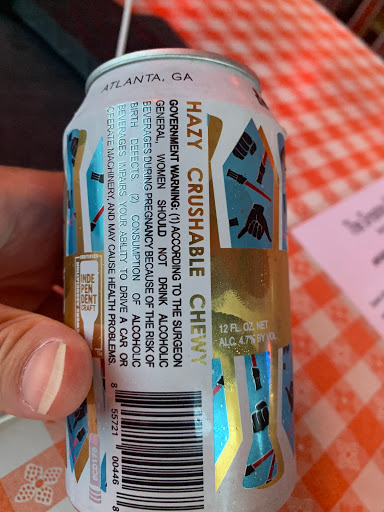 ATLANTA, GA
HAZY CRUSHABLE CHEWY
GOVERNMENT WARNING: (1) ACCORDING TO THE SURGEON
GENERAL, WOMEN SHOULD NOT DRINK ALCOHOLIC
BEVERAGES DURING PREGNANCY BECAUSE OF THE RISK OF
BIRTH DEFECTS. (2) CONSUMPTION OF ALCOHOLIC
BEVERAGES IMPAIRS YOUR ABILITY TO DRIVE A CAR OR
OPERATE MACHINERY, AND MAY CAUSE HEALTH PROBLEMS.
INDE
PEN
DENT
CRAFT
12 FL. OZ. NET
ALC. 4.7% BY VOL.
8 55721 00446 8